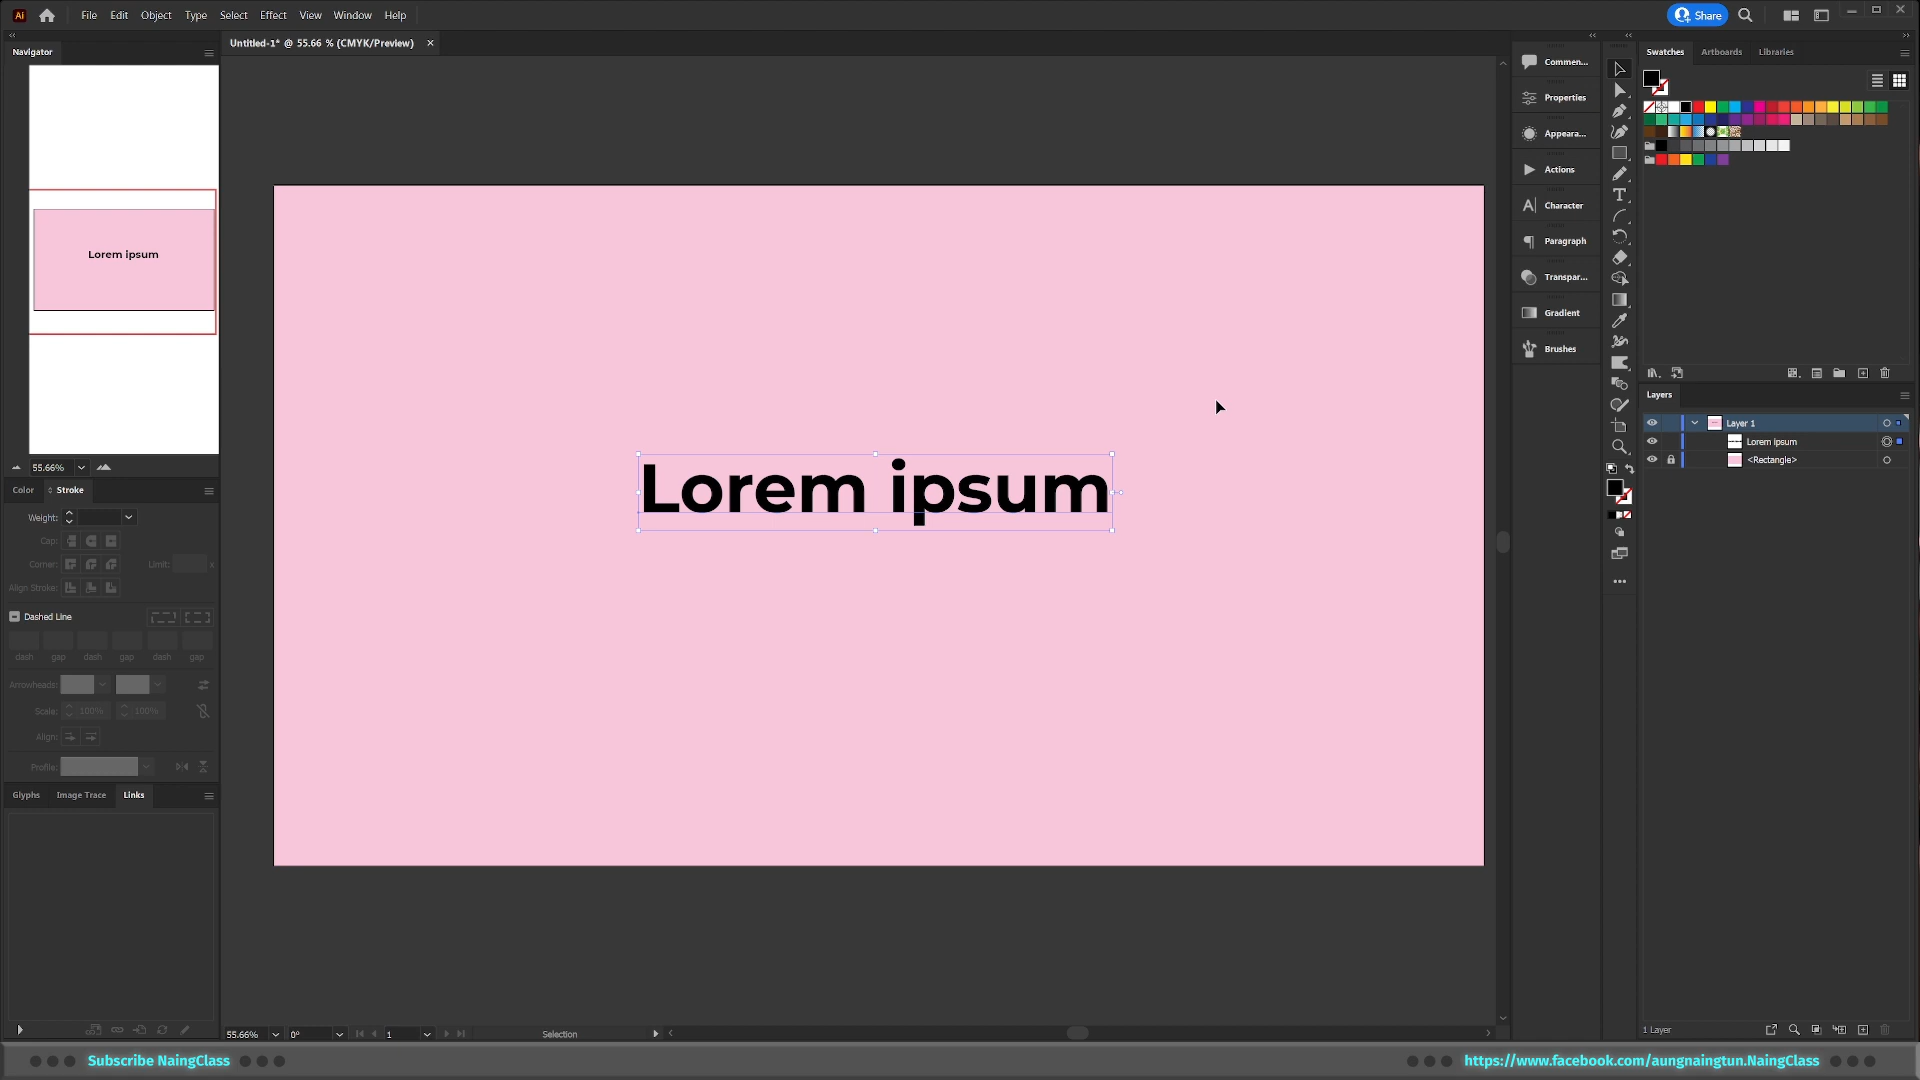 Ai File Edit Object Type Select Effect View Window Help Share
Untitled-1* @ 55.66 % (CMYK/Preview)
Navigator
Lorem ipsum
55.66%
Color Stroke
Weight:
Cap:
Corner: Limit: x
Align Stroke:
Dashed Line
dash gap dash gap dash gap
Arrowheads:
Scale: 100% 100%
Align:
Profile:
Glyphs Image Trace Links
Lorem ipsum
55.66% 0° 1 Selection
Commen...
Properties
Appeara...
Actions
Character
Paragraph
Transpar...
Gradient
Brushes
Swatches Artboards Libraries
Layers
Layer 1
Lorem ipsum
<Rectangle>
1 Layer
Subscribe NaingClass
https://www.facebook.com/aungnaingtun.NaingClass